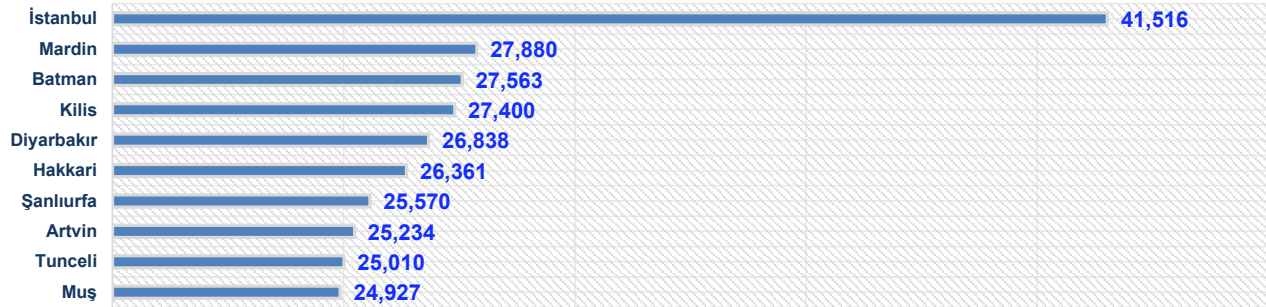 İstanbul 41,516
Mardin 27,880
Batman 27,563
Kilis 27,400
Diyarbakır 26,838
Hakkari 26,361
Şanlıurfa 25,570
Artvin 25,234
Tunceli 25,010
Muş 24,927